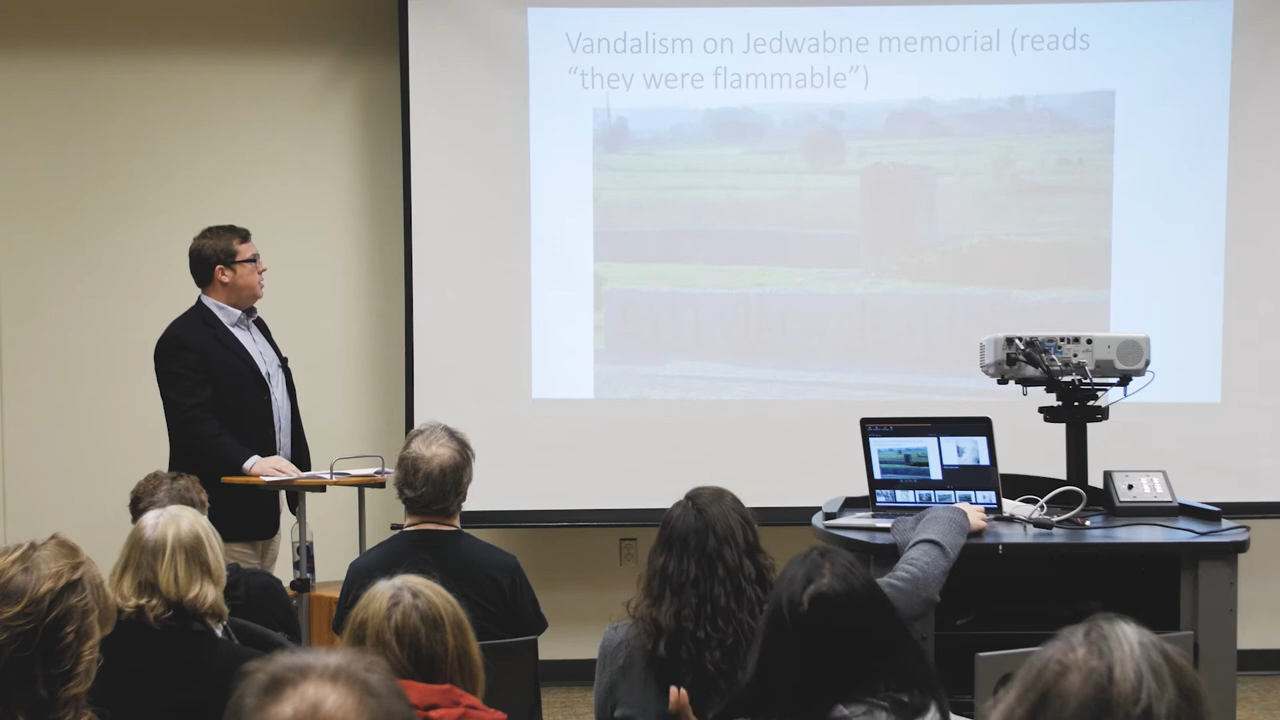 Vandalism on Jedwabne memorial (reads
“they were flammable”)